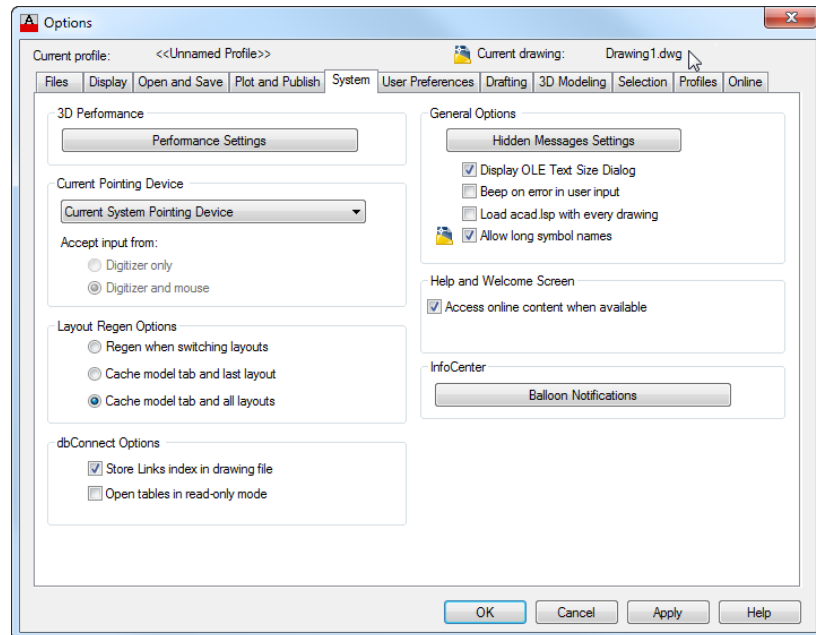 Options
Current profile: <<Unnamed Profile>> Current drawing: Drawing1.dwg
Files Display Open and Save Plot and Publish System User Preferences Drafting 3D Modeling Selection Profiles Online
3D Performance
Performance Settings
Current Pointing Device
Current System Pointing Device
Accept input from:
Digitizer only
Digitizer and mouse
Layout Regen Options
Regen when switching layouts
Cache model tab and last layout
Cache model tab and all layouts
dbConnect Options
Store Links index in drawing file
Open tables in read-only mode
General Options
Hidden Messages Settings
Display OLE Text Size Dialog
Beep on error in user input
Load acad.lsp with every drawing
Allow long symbol names
Help and Welcome Screen
Access online content when available
InfoCenter
Balloon Notifications
OK Cancel Apply Help